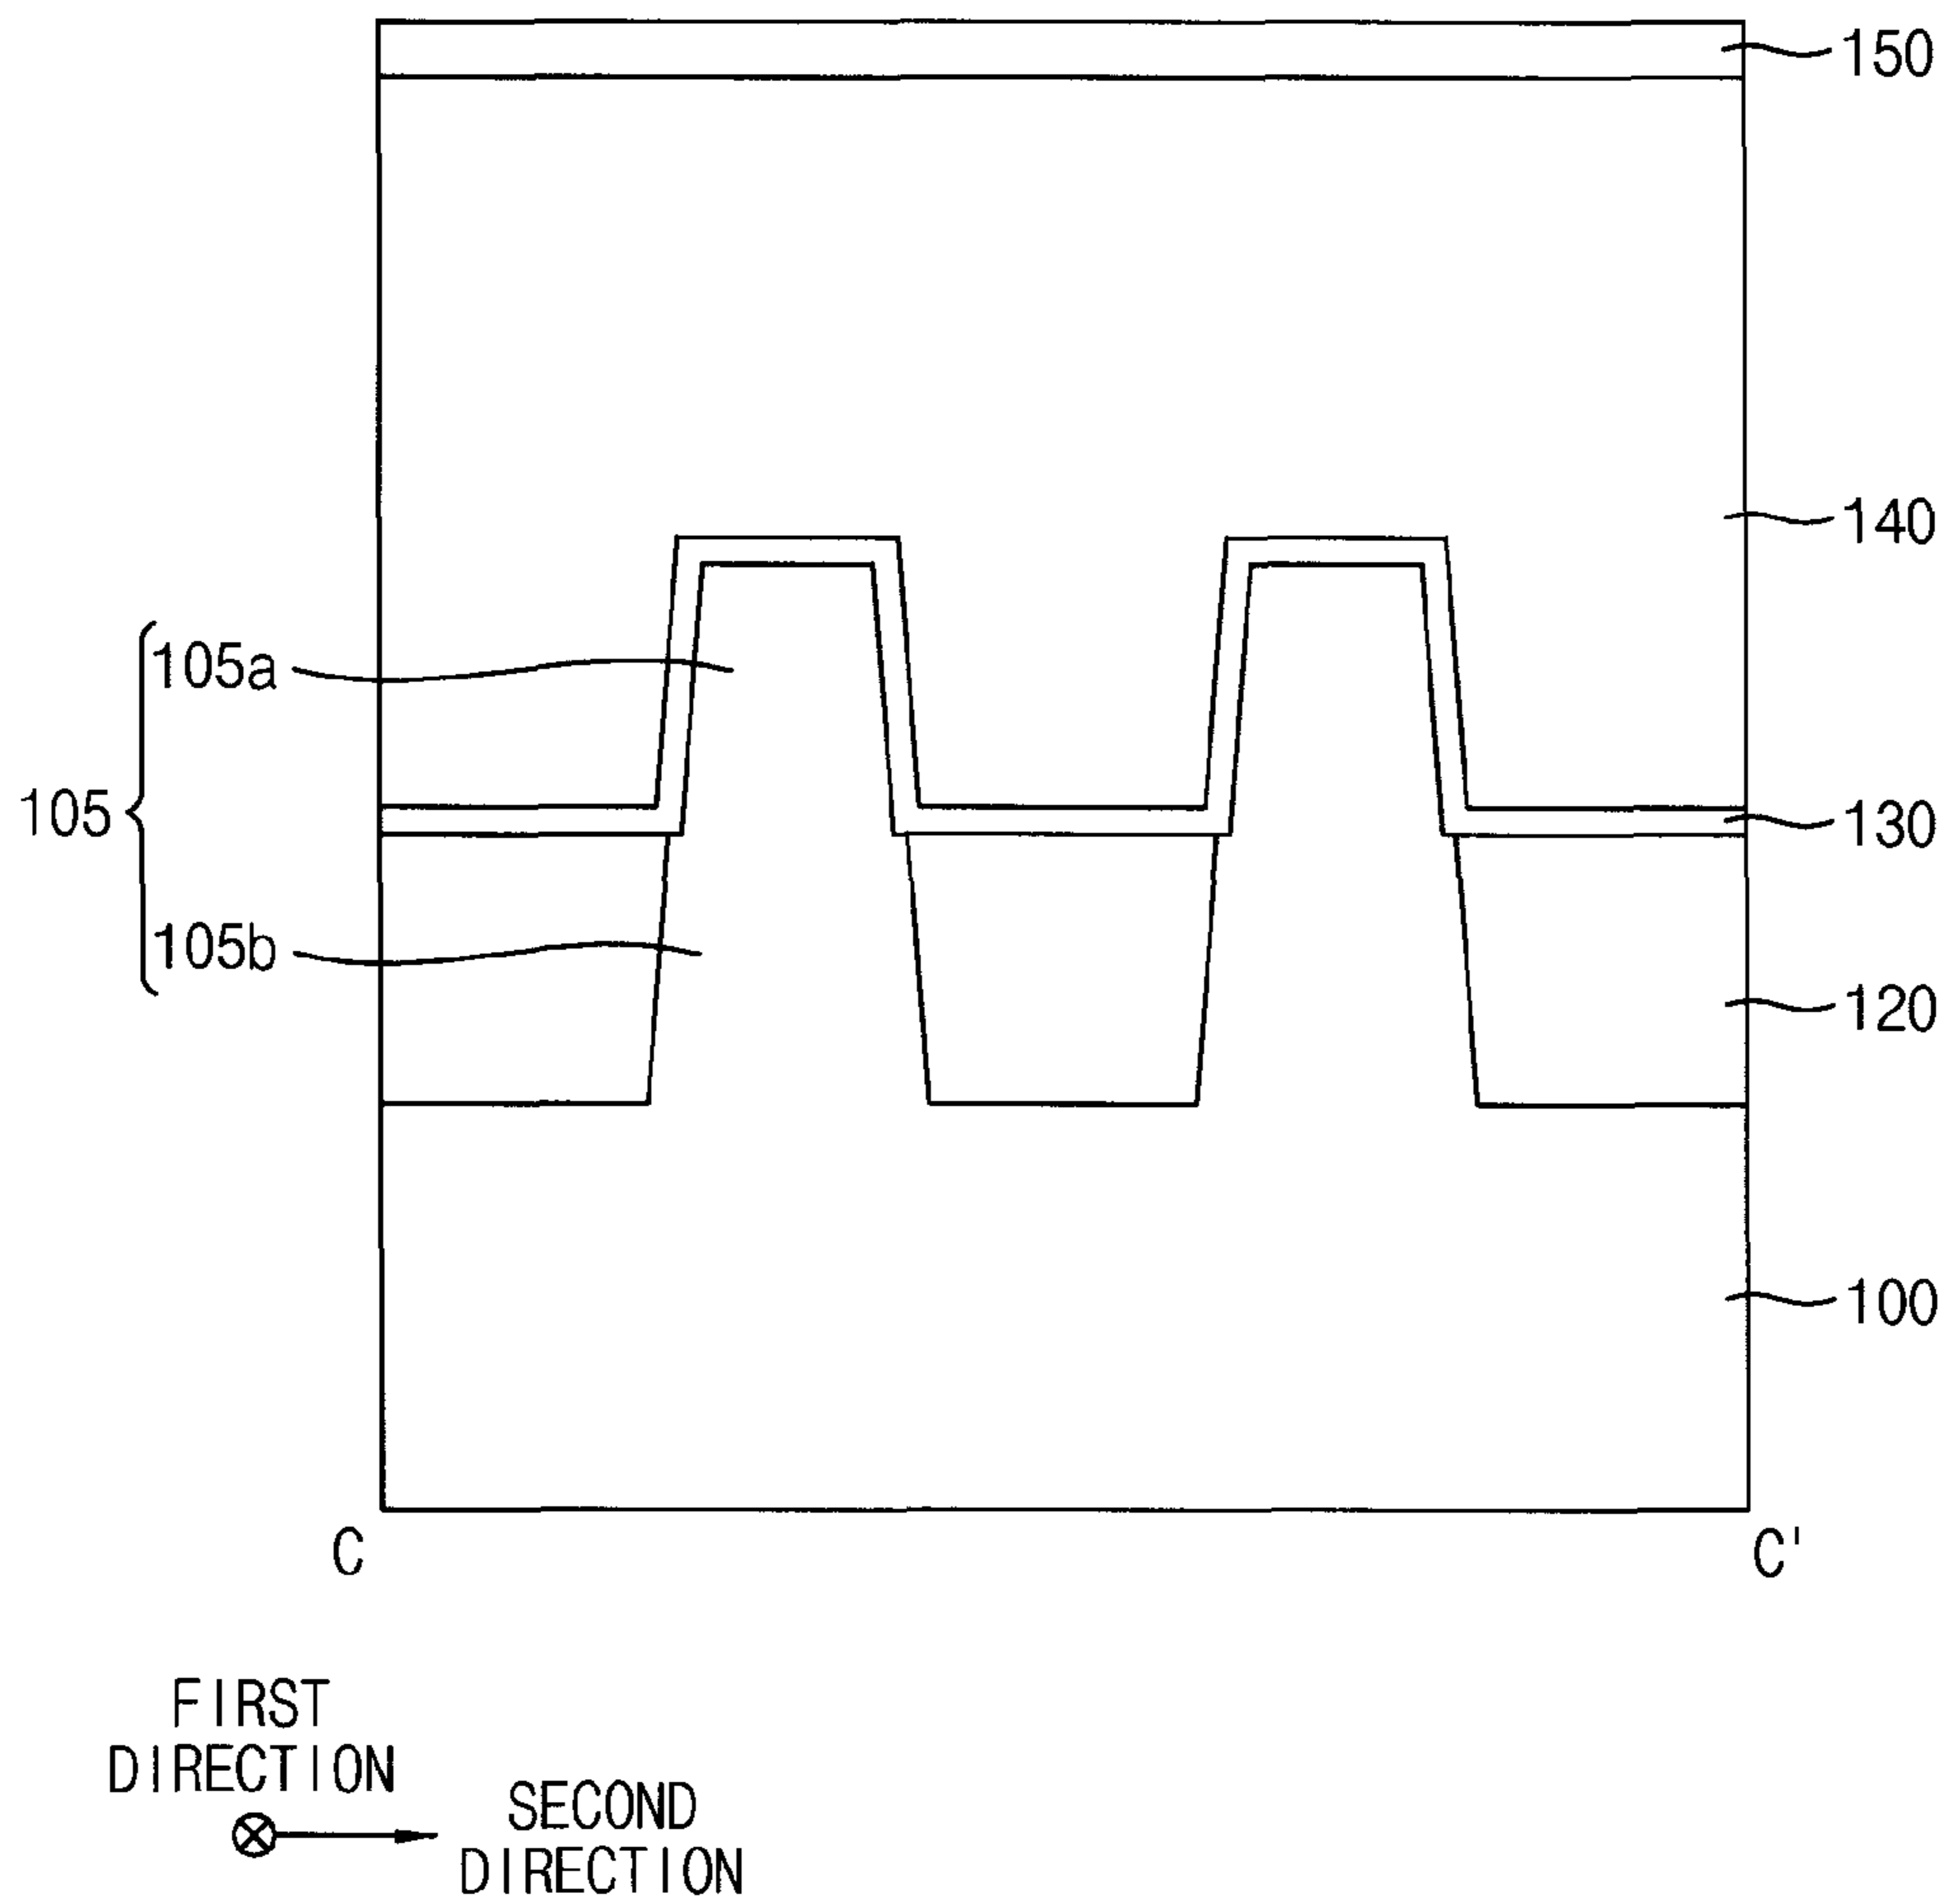 150
140
105a
105
130
105b
120
100
C
C'
FIRST
DIRECTION
SECOND
DIRECTION